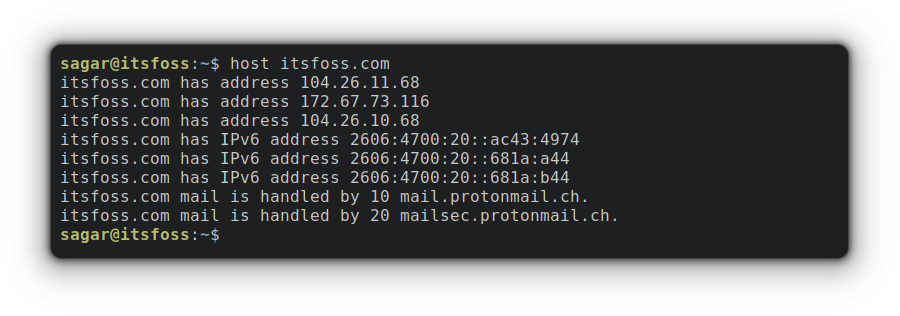 sagar@itsfoss:~$ host itsfoss.com
itsfoss.com has address 104.26.11.68
itsfoss.com has address 172.67.73.116
itsfoss.com has address 104.26.10.68
itsfoss.com has IPv6 address 2606:4700:20::ac43:4974
itsfoss.com has IPv6 address 2606:4700:20::681a:a44
itsfoss.com has IPv6 address 2606:4700:20::681a:b44
itsfoss.com mail is handled by 10 mail.protonmail.ch.
itsfoss.com mail is handled by 20 mailsec.protonmail.ch.
sagar@itsfoss:~$